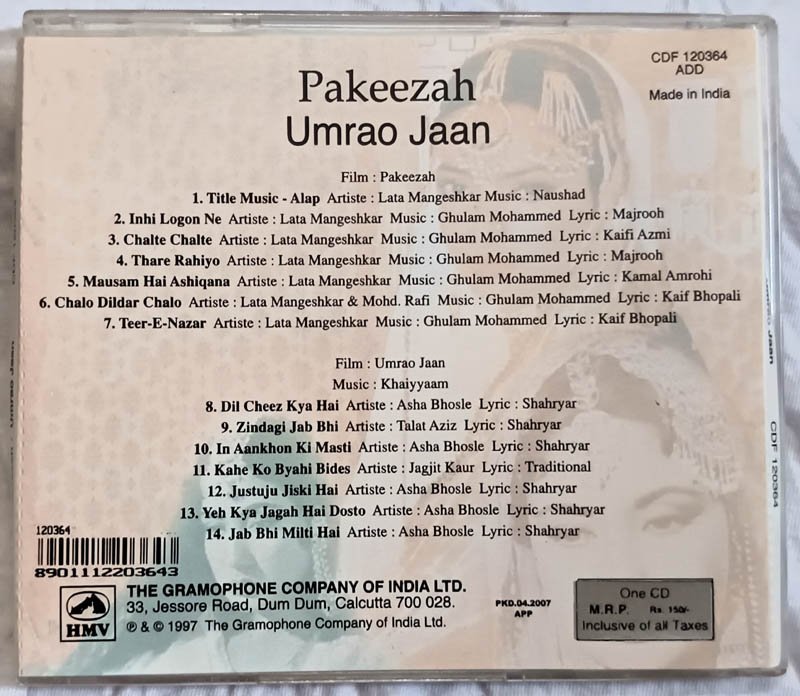 CDF 120364
ADD
Made in India
Pakeezah
Umrao Jaan
Film : Pakeezah
1. Title Music - Alap Artiste : Lata Mangeshkar Music : Naushad
2. Inhi Logon Ne Artiste : Lata Mangeshkar Music : Ghulam Mohammed Lyric : Majrooh
3. Chalte Chalte Artiste : Lata Mangeshkar Music : Ghulam Mohammed Lyric : Kaifi Azmi
4. Thare Rahiyo Artiste : Lata Mangeshkar Music : Ghulam Mohammed Lyric : Majrooh
5. Mausam Hai Ashiqana Artiste : Lata Mangeshkar Music : Ghulam Mohammed Lyric : Kamal Amrohi
6. Chalo Dildar Chalo Artiste : Lata Mangeshkar & Mohd. Rafi Music : Ghulam Mohammed Lyric : Kaif Bhopali
7. Teer-E-Nazar Artiste : Lata Mangeshkar Music : Ghulam Mohammed Lyric : Kaif Bhopali
Film : Umrao Jaan
Music : Khaiyyaam
8. Dil Cheez Kya Hai Artiste : Asha Bhosle Lyric : Shahryar
9. Zindagi Jab Bhi Artiste : Talat Aziz Lyric : Shahryar
10. In Aankhon Ki Masti Artiste : Asha Bhosle Lyric : Shahryar
11. Kahe Ko Byahi Bides Artiste : Jagjit Kaur Lyric : Traditional
12. Justuju Jiski Hai Artiste : Asha Bhosle Lyric : Shahryar
13. Yeh Kya Jagah Hai Dosto Artiste : Asha Bhosle Lyric : Shahryar
14. Jab Bhi Milti Hai Artiste : Asha Bhosle Lyric : Shahryar
120364
8901112203643
HMV
THE GRAMOPHONE COMPANY OF INDIA LTD.
33, Jessore Road, Dum Dum, Calcutta 700 028.
℗ & © 1997 The Gramophone Company of India Ltd.
PKD.04.2007
APP
One CD
M.R.P. Rs. 150/-
Inclusive of all Taxes
Umrao Jaan
CDF 120364
Umrao Jaan